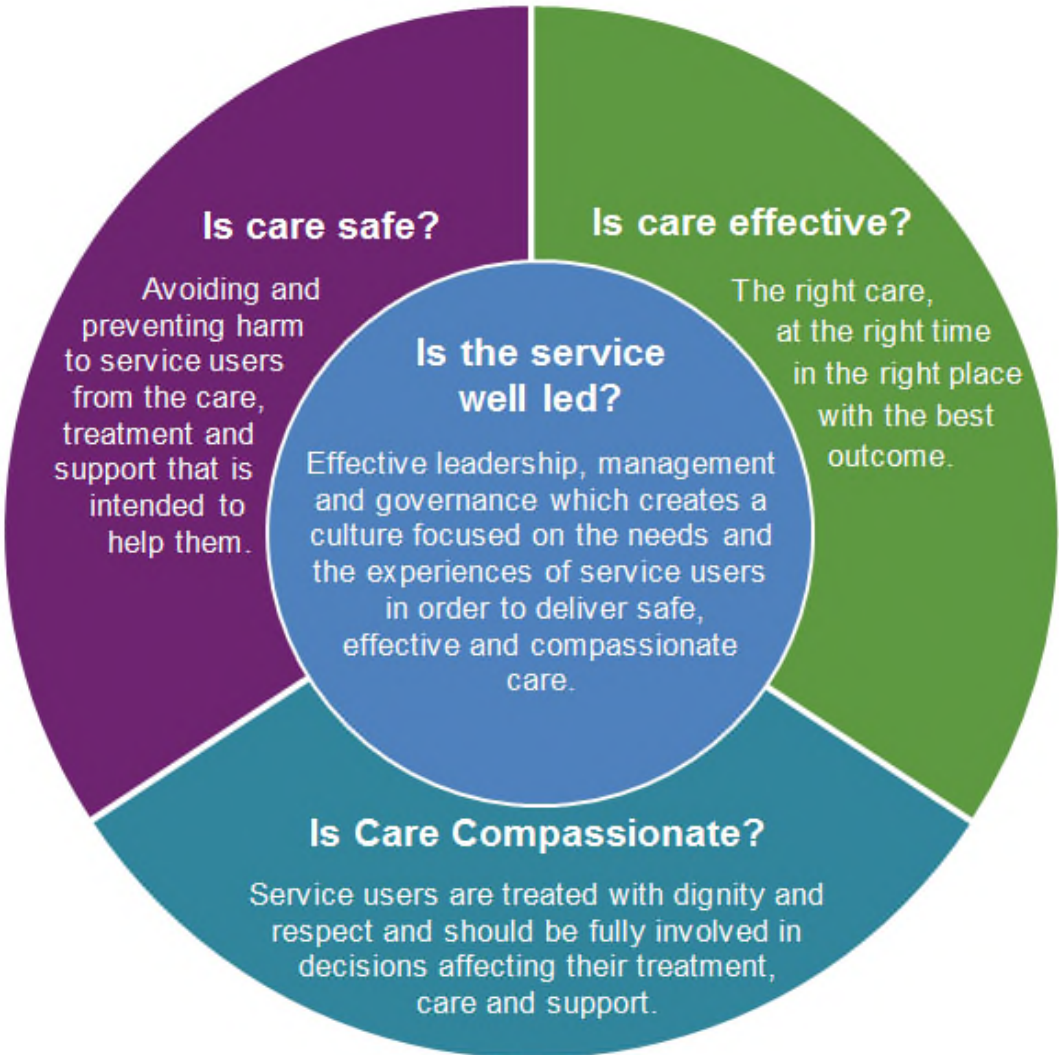 Is care safe?
Avoiding and
preventing harm
to service users
from the care,
treatment and
support that is
intended to
help them.
Is care effective?
The right care,
at the right time
in the right place
with the best
outcome.
Is the service
well led?
Effective leadership, management
and governance which creates a
culture focused on the needs and
the experiences of service users
in order to deliver safe,
effective and compassionate
care.
Is Care Compassionate?
Service users are treated with dignity and
respect and should be fully involved in
decisions affecting their treatment,
care and support.